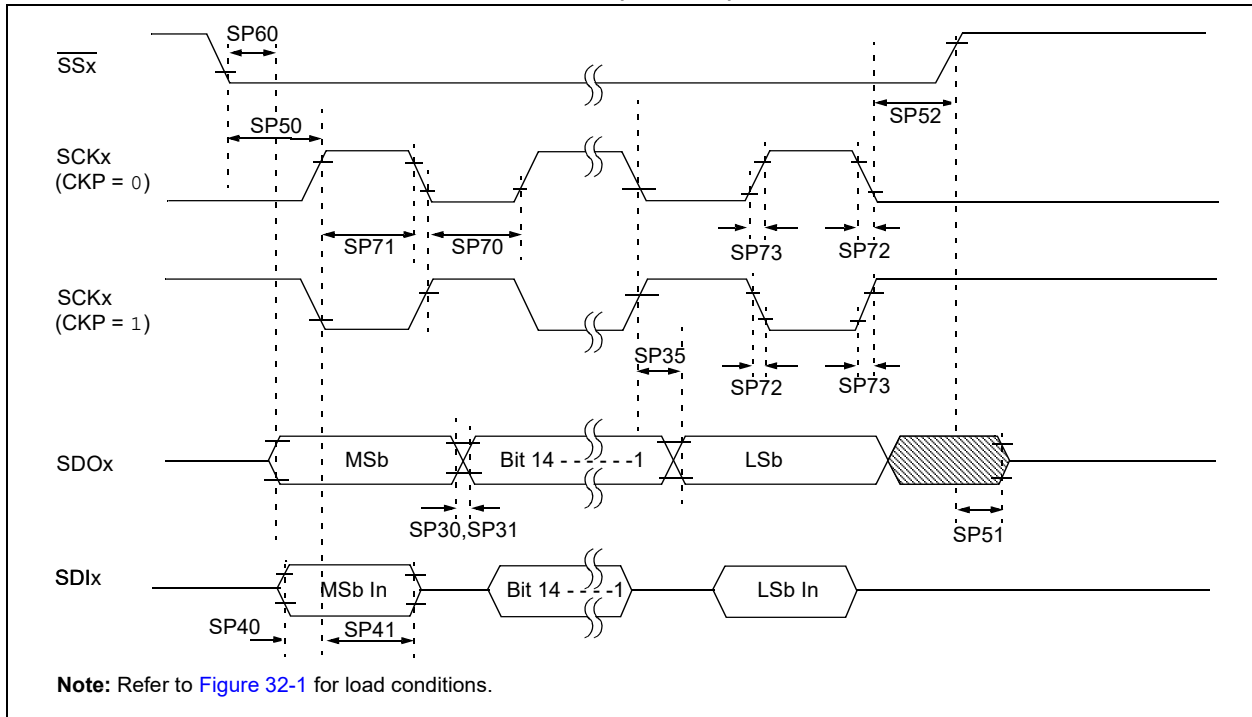 SP60
SSx
SP52
SP50
SCKx
(CKP = 0)
SP71
SP70
SP73
SP72
SCKx
(CKP = 1)
SP35
SP72
SP73
SDOx
MSb
Bit 14 - - - - - -1
LSb
SP30,SP31
SP51
SDIx
MSb In
Bit 14 - - - -1
LSb In
SP40
SP41
Note: Refer to Figure 32-1 for load conditions.